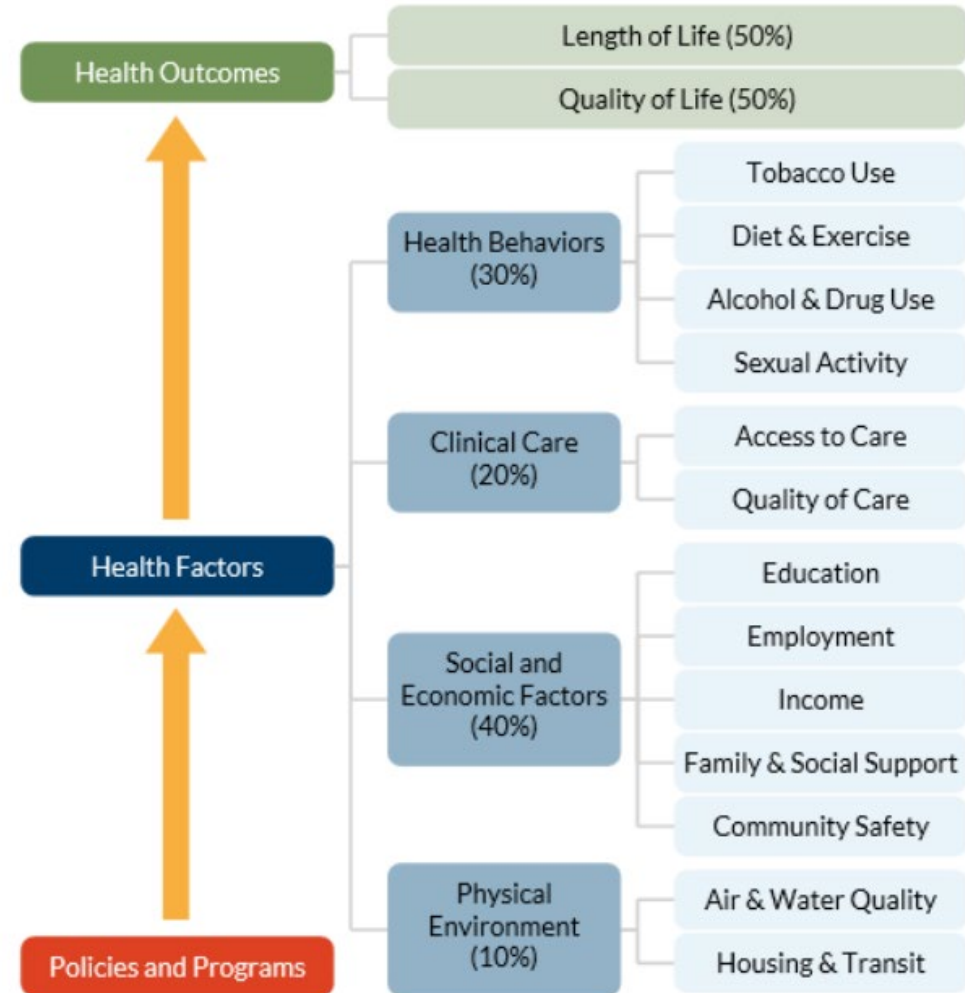 Health Outcomes
Length of Life (50%)
Quality of Life (50%)
Health Factors
Health Behaviors
(30%)
Tobacco Use
Diet & Exercise
Alcohol & Drug Use
Sexual Activity
Clinical Care
(20%)
Access to Care
Quality of Care
Social and
Economic Factors
(40%)
Education
Employment
Income
Family & Social Support
Community Safety
Physical
Environment
(10%)
Air & Water Quality
Housing & Transit
Policies and Programs